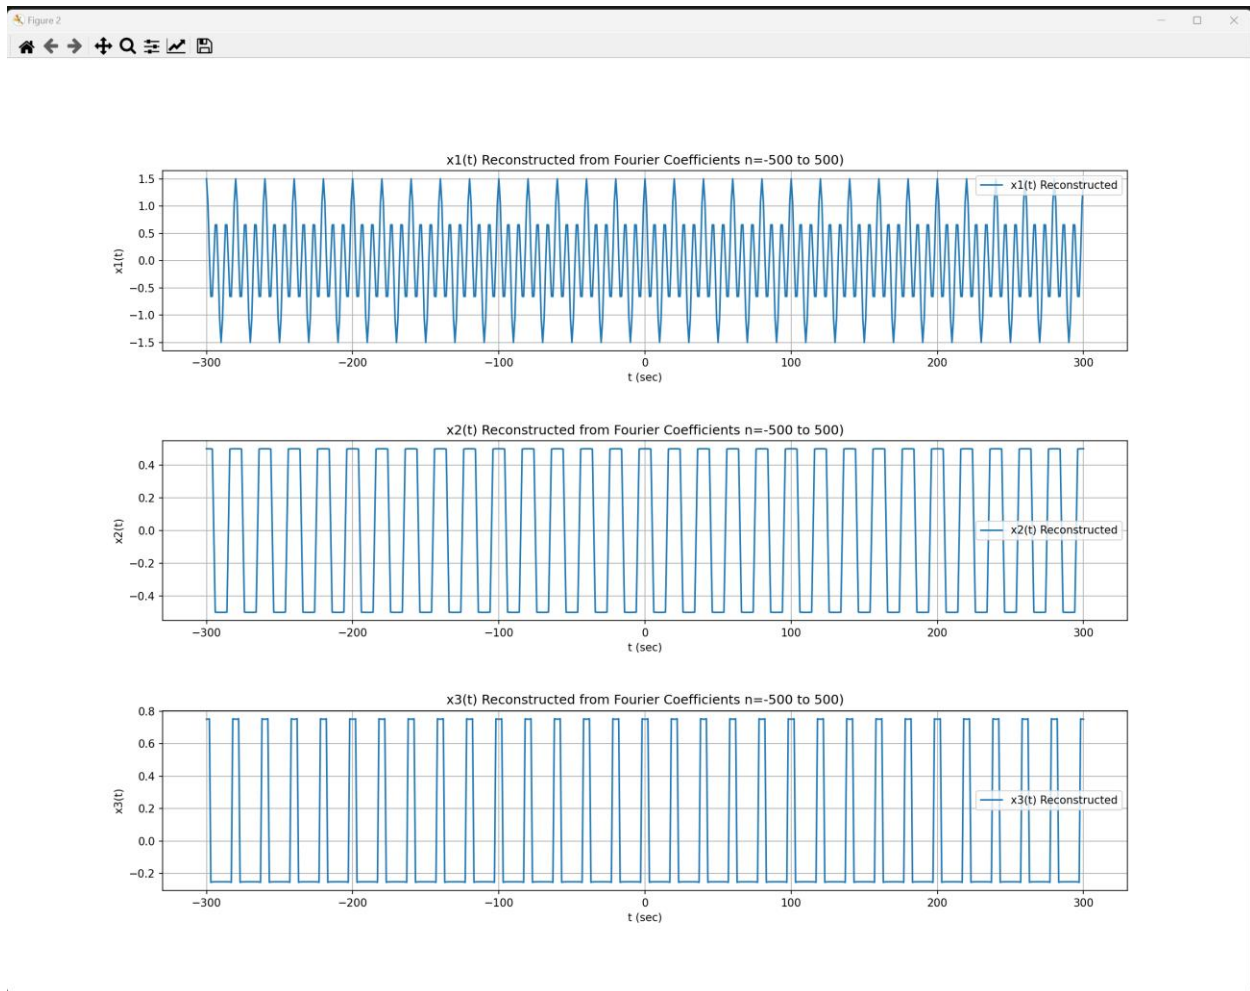 Figure 2
x1(t) Reconstructed from Fourier Coefficients n=-500 to 500)
x1(t) Reconstructed
1.5
1.0
0.5
0.0
−0.5
−1.0
−1.5
x1(t)
−300 −200 −100 0 100 200 300
t (sec)
x2(t) Reconstructed from Fourier Coefficients n=-500 to 500)
x2(t) Reconstructed
0.4
0.2
0.0
−0.2
−0.4
x2(t)
−300 −200 −100 0 100 200 300
t (sec)
x3(t) Reconstructed from Fourier Coefficients n=-500 to 500)
x3(t) Reconstructed
0.8
0.6
0.4
0.2
0.0
−0.2
x3(t)
−300 −200 −100 0 100 200 300
t (sec)